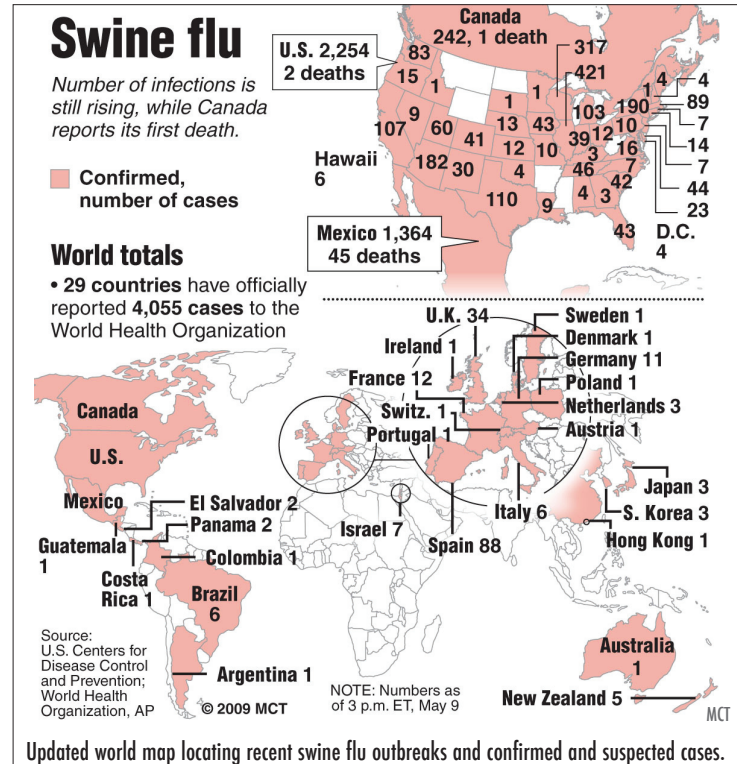 Swine flu
Number of infections is
still rising, while Canada
reports its first death.
Confirmed,
number of cases
U.S. 2,254
2 deaths
Canada
242, 1 death
83
15
1
9
107
60
41
182
30
1
13
12
4
110
1
43
10
9
317
421
103
39
12
3
46
4
3
42
7
16
10
190
1
4
4
89
7
14
7
44
23
43
D.C.
4
Hawaii
6
Mexico 1,364
45 deaths
World totals
• 29 countries have officially
reported 4,055 cases to the
World Health Organization
U.K. 34
Ireland 1
France 12
Switz. 1
Portugal 1
Sweden 1
Denmark 1
Germany 11
Poland 1
Netherlands 3
Austria 1
Canada
U.S.
Mexico
El Salvador 2
Panama 2
Guatemala
1
Colombia 1
Costa
Rica 1
Brazil
6
Argentina 1
Israel 7
Spain 88
Italy 6
Japan 3
S. Korea 3
Hong Kong 1
Australia
1
New Zealand 5
Source:
U.S. Centers for
Disease Control
and Prevention;
World Health
Organization, AP
© 2009 MCT
NOTE: Numbers as
of 3 p.m. ET, May 9
MCT
Updated world map locating recent swine flu outbreaks and confirmed and suspected cases.